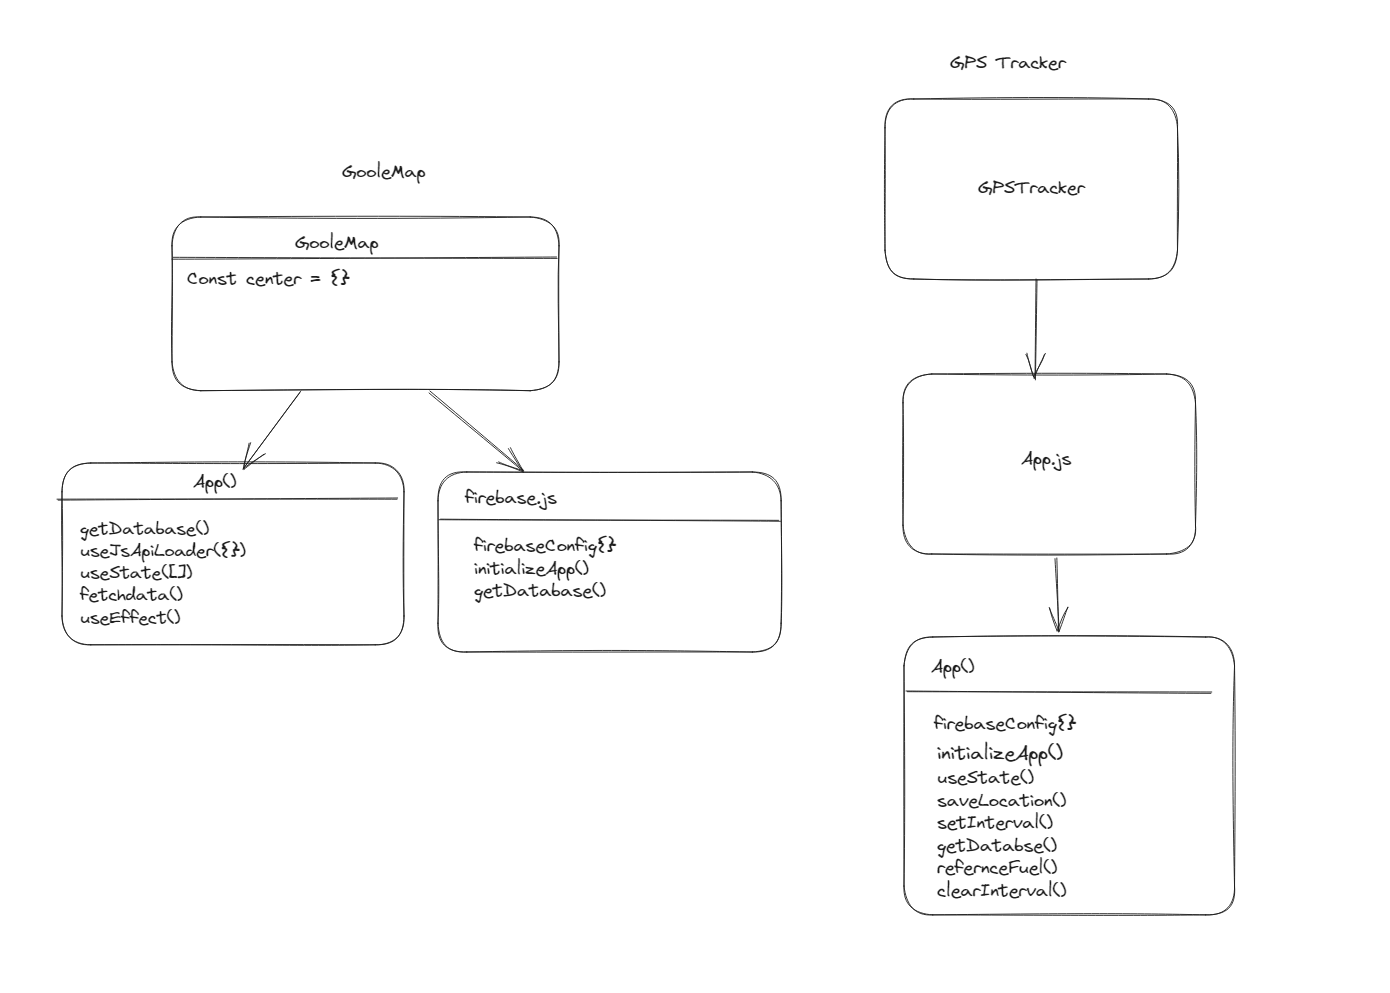 GooleMap
GooleMap
Const center = {}
App()
getDatabase()
useJsApiLoader({})
useState([])
fetchdata()
useEffect()
firebase.js
firebaseConfig{}
initializeApp()
getDatabase()
GPS Tracker
GPSTracker
App.js
App()
firebaseConfig{}
initializeApp()
useState()
saveLocation()
setInterval()
getDatabse()
refernceFuel()
clearInterval()